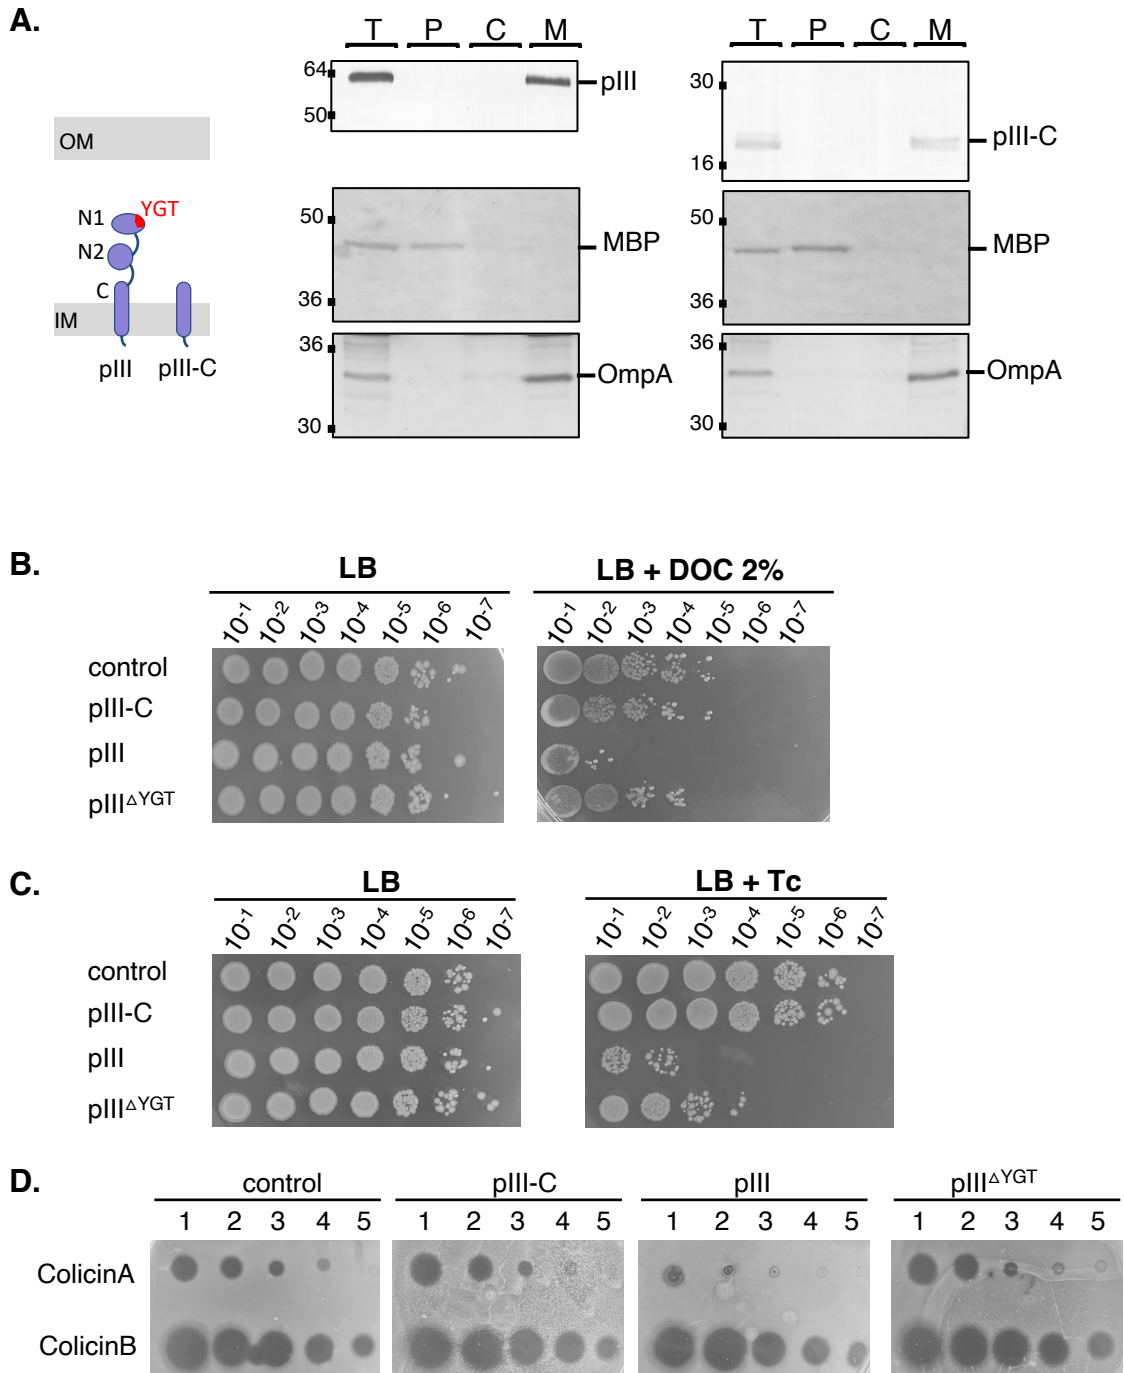 A.
T P C M
64
50
pIII
50
36
MBP
36
30
OmpA
T P C M
30
16
pIII-C
50
36
MBP
36
30
OmpA
OM
YGT
N1
N2
C
IM
pIII pIII-C
B.
LB LB + DOC 2%
10-1 10-2 10-3 10-4 10-5 10-6 10-7 10-1 10-2 10-3 10-4 10-5 10-6 10-7
control
pIII-C
pIII
pIII△YGT
C.
LB LB + Tc
10-1 10-2 10-3 10-4 10-5 10-6 10-7 10-1 10-2 10-3 10-4 10-5 10-6 10-7
control
pIII-C
pIII
pIII△YGT
D.
control pIII-C pIII pIII△YGT
1 2 3 4 5 1 2 3 4 5 1 2 3 4 5 1 2 3 4 5
ColicinA
ColicinB